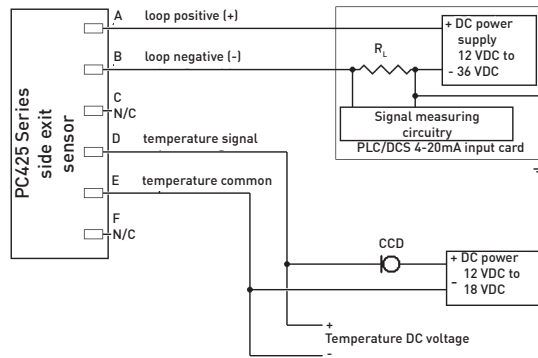 PC425 Series
side exit
sensor
A
loop positive (+)
B
loop negative (-)
C
N/C
D
temperature signal
E
temperature common
F
N/C
R_L
+ DC power
supply
12 VDC to
- 36 VDC
Signal measuring
circuitry
PLC/DCS 4-20mA input card
CCD
+ DC power
12 VDC to
- 18 VDC
+
Temperature DC voltage
-